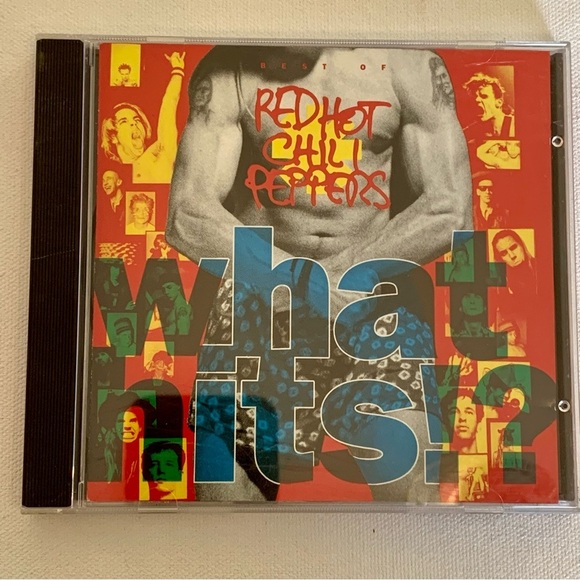 BEST OF
RED HOT
CHILI
PEPPERS
what
hits!?